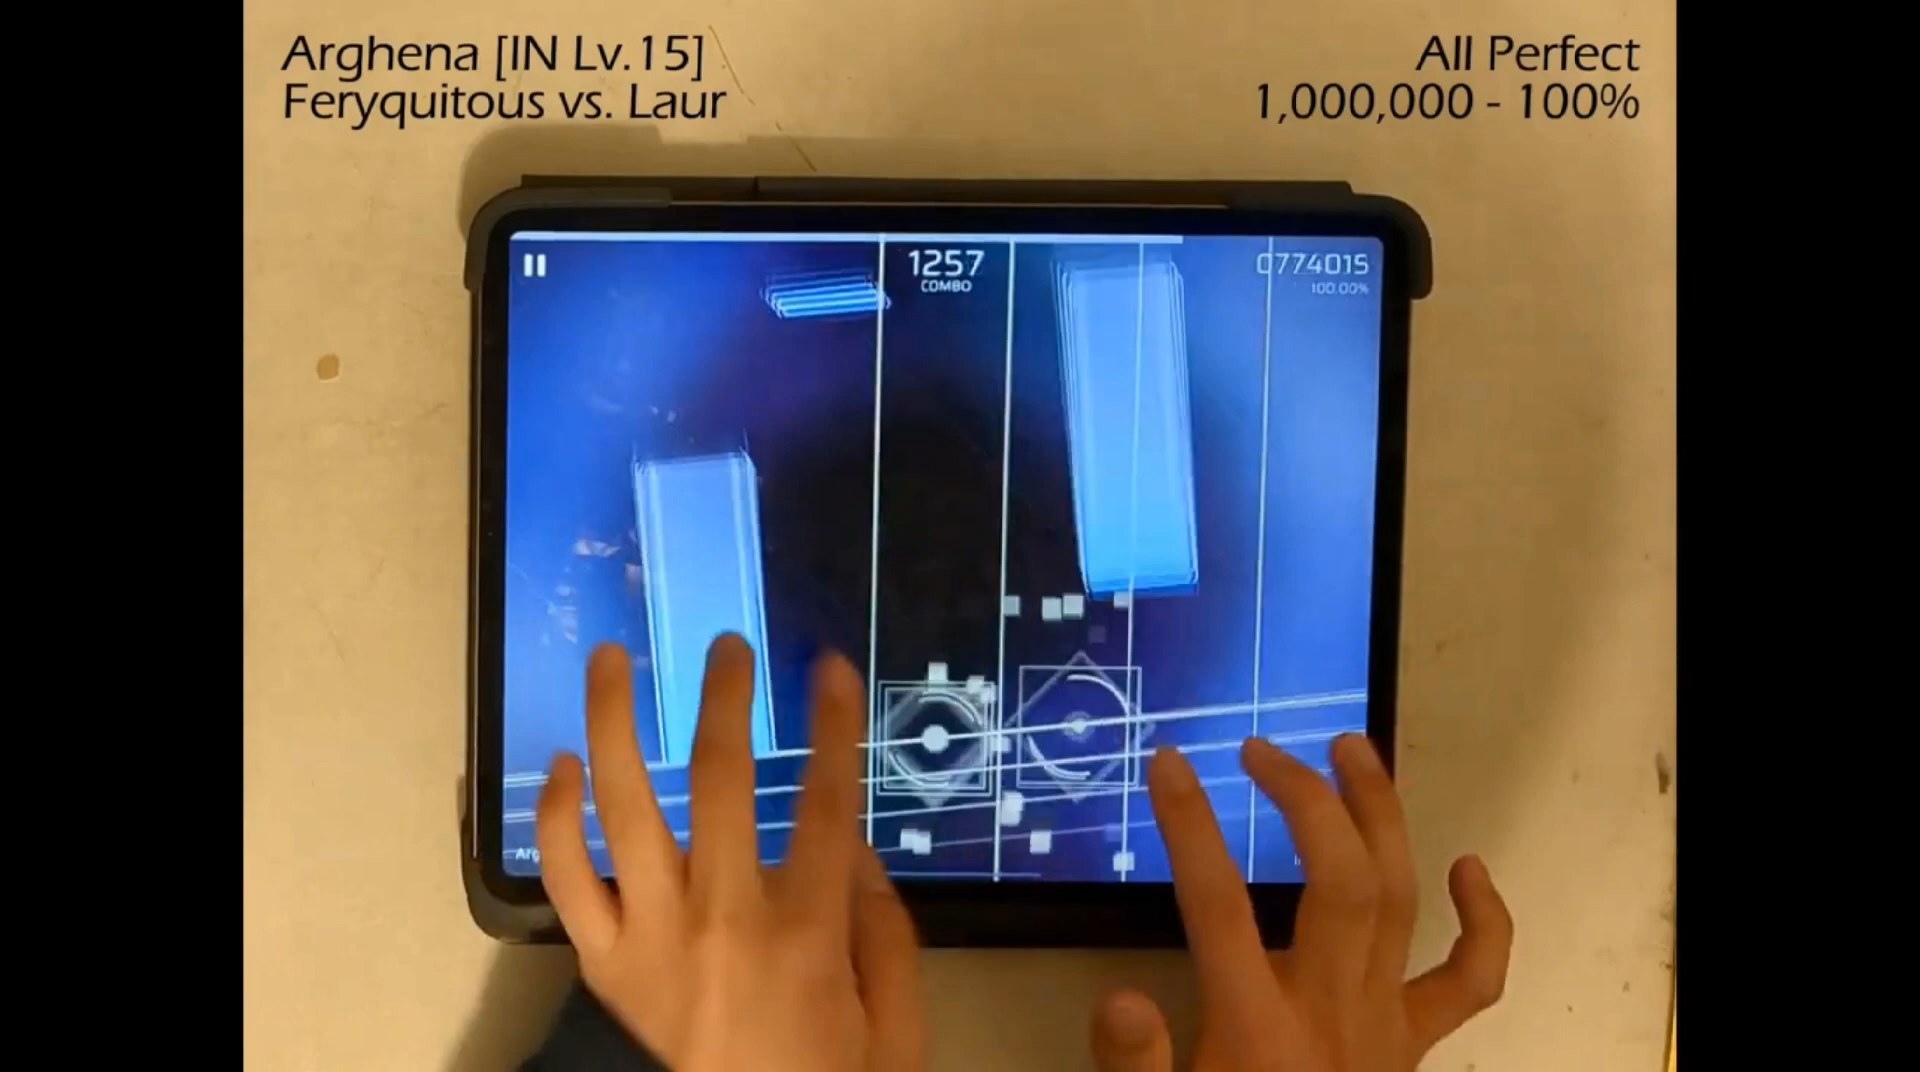 Arghena [IN Lv.15]
Feryquitous vs. Laur
All Perfect
1,000,000 - 100%
1257
COMBO
0774015
100.00%